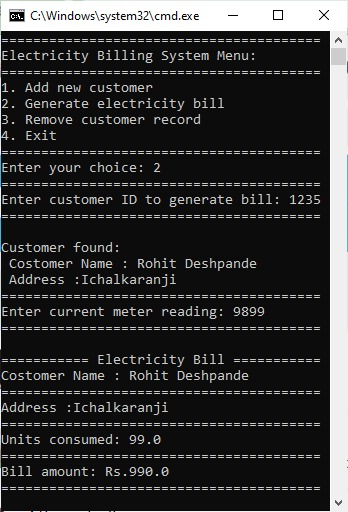 C:\Windows\system32\cmd.exe
========================================
Electricity Billing System Menu:
========================================
1. Add new customer
2. Generate electricity bill
3. Remove customer record
4. Exit
========================================
Enter your choice: 2
========================================
Enter customer ID to generate bill: 1235
========================================
Customer found:
Costomer Name : Rohit Deshpande
Address :Ichalkaranji
========================================
Enter current meter reading: 9899
========================================
=========== Electricity Bill ===========
Costomer Name : Rohit Deshpande
========================================
Address :Ichalkaranji
========================================
Units consumed: 99.0
========================================
Bill amount: Rs.990.0
========================================